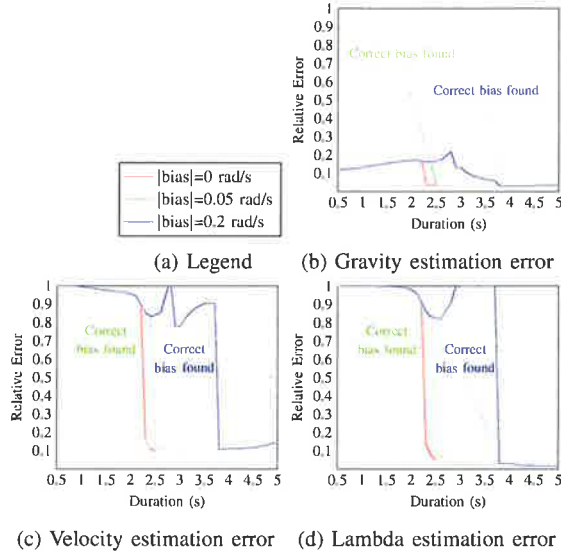 1
0.9
0.8
0.7
0.6
0.5
0.4
0.3
0.2
0.1
0.5 1 1.5 2 2.5 3 3.5 4 4.5 5
Relative Error
Duration (s)
Correct bias found
Correct bias found
|bias|=0 rad/s
|bias|=0.05 rad/s
|bias|=0.2 rad/s
(a) Legend
(b) Gravity estimation error
1
0.9
0.8
0.7
0.6
0.5
0.4
0.3
0.2
0.1
0.5 1 1.5 2 2.5 3 3.5 4 4.5 5
Relative Error
Duration (s)
Correct
bias found
Correct
bias found
(c) Velocity estimation error
1
0.9
0.8
0.7
0.6
0.5
0.4
0.3
0.2
0.1
0.5 1 1.5 2 2.5 3 3.5 4 4.5 5
Relative Error
Duration (s)
Correct
bias found
Correct
bias found
(d) Lambda estimation error